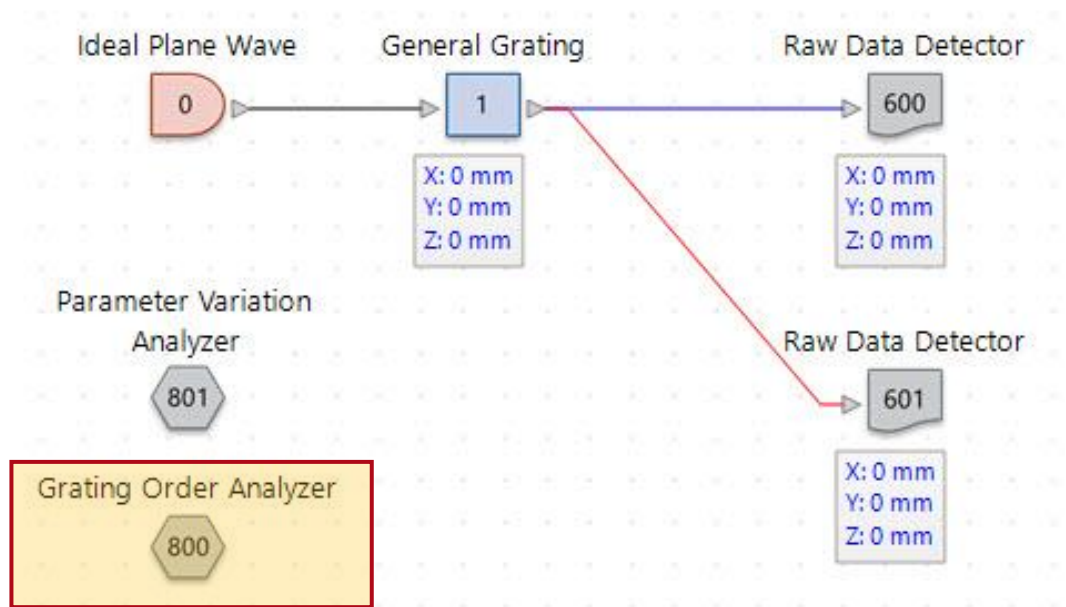 Ideal Plane Wave
0
General Grating
1
X: 0 mm
Y: 0 mm
Z: 0 mm
Raw Data Detector
600
X: 0 mm
Y: 0 mm
Z: 0 mm
Parameter Variation
Analyzer
801
Raw Data Detector
601
X: 0 mm
Y: 0 mm
Z: 0 mm
Grating Order Analyzer
800